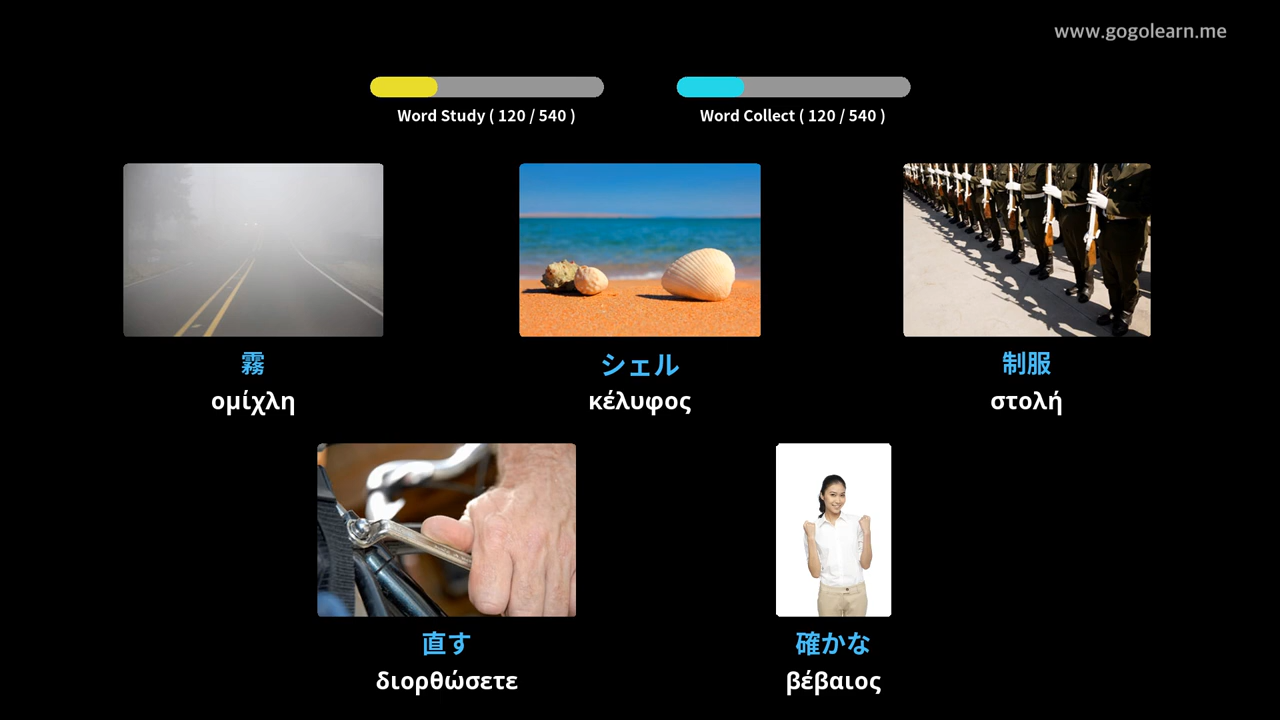 www.gogolearn.me
Word Study ( 120 / 540 )
Word Collect ( 120 / 540 )
霧
ομίχλη
シェル
κέλυφος
制服
στολή
直す
διορθώσετε
確かな
βέβαιος